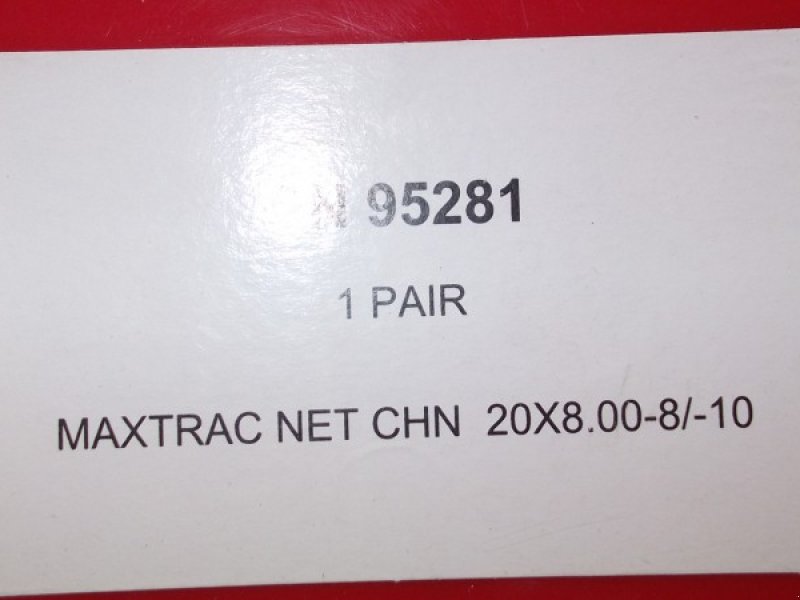 N 95281
1 PAIR
MAXTRAC NET CHN 20X8.00-8/-10